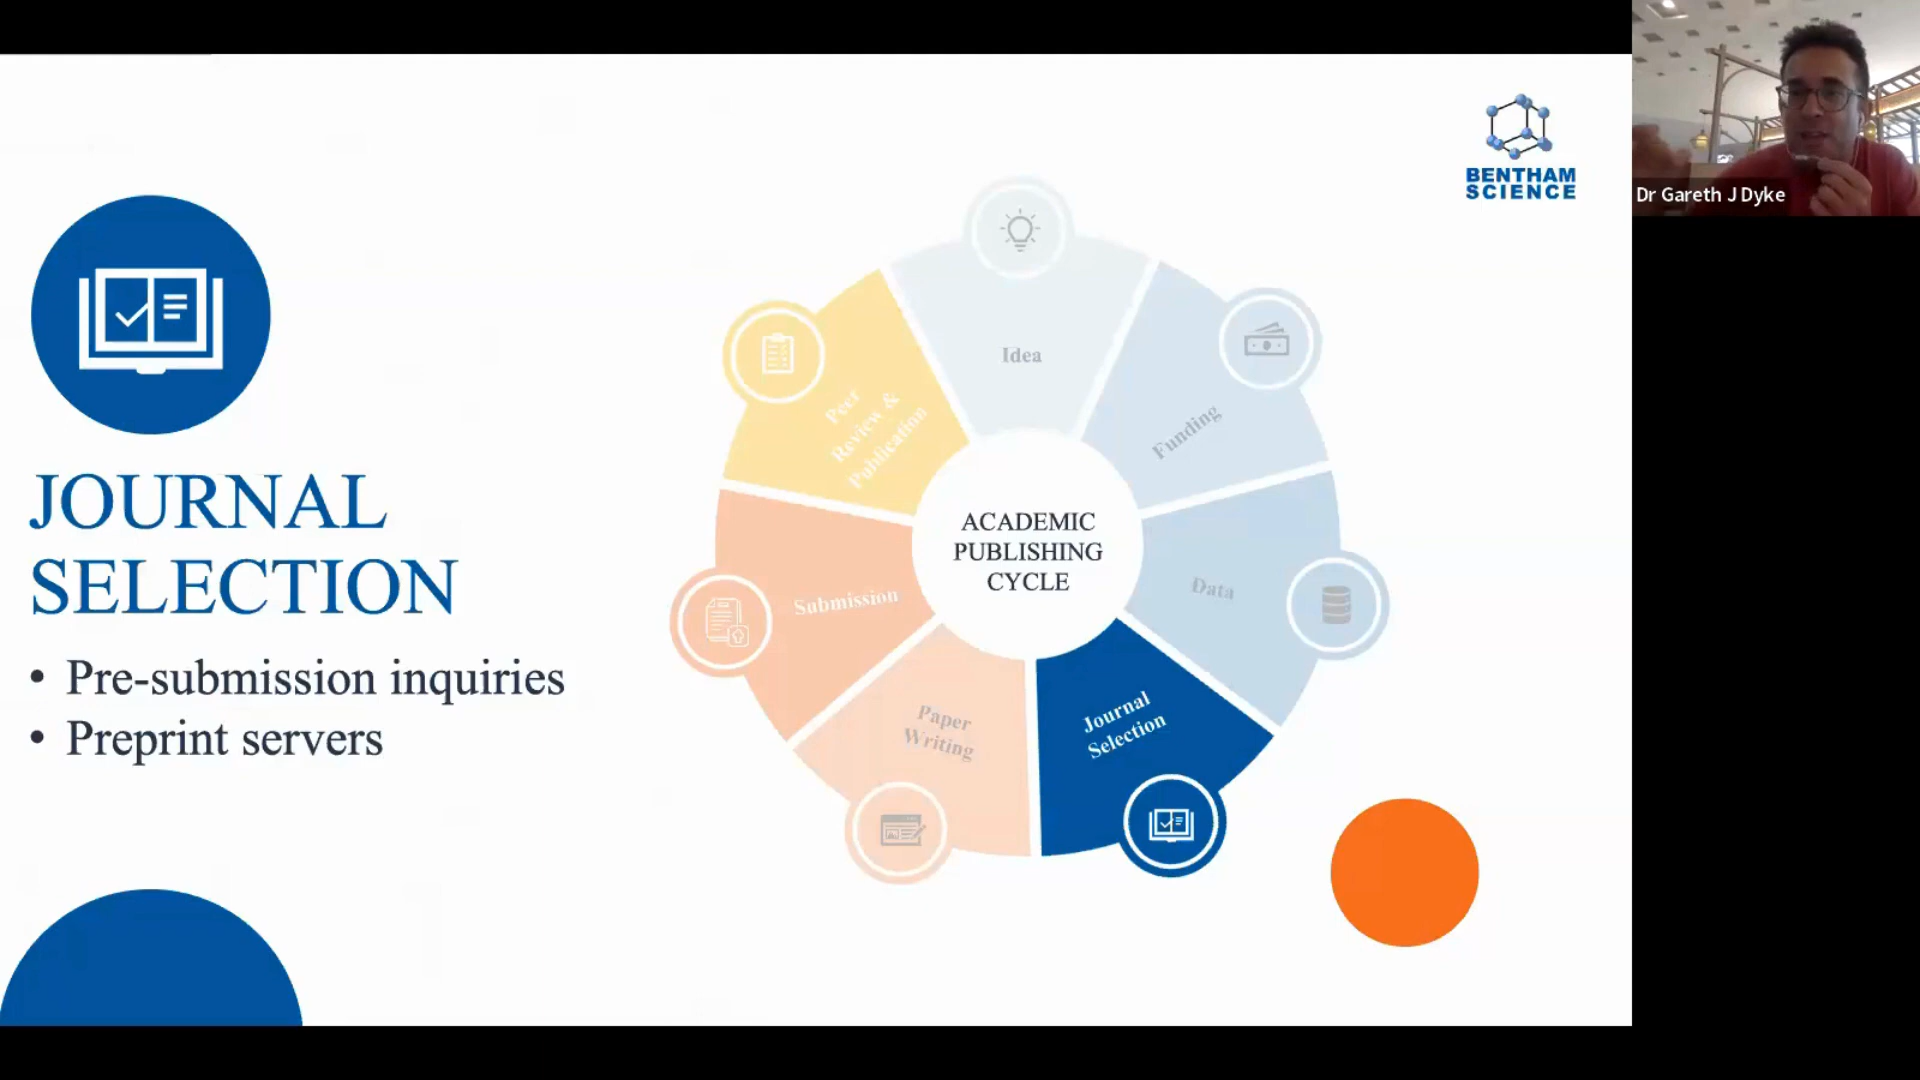 BENTHAM
SCIENCE
Dr Gareth J Dyke
JOURNAL
SELECTION
• Pre-submission inquiries
• Preprint servers
Idea
Funding
Data
Journal
Selection
Paper
Writing
Submission
Peer
Review &
Publication
ACADEMIC
PUBLISHING
CYCLE